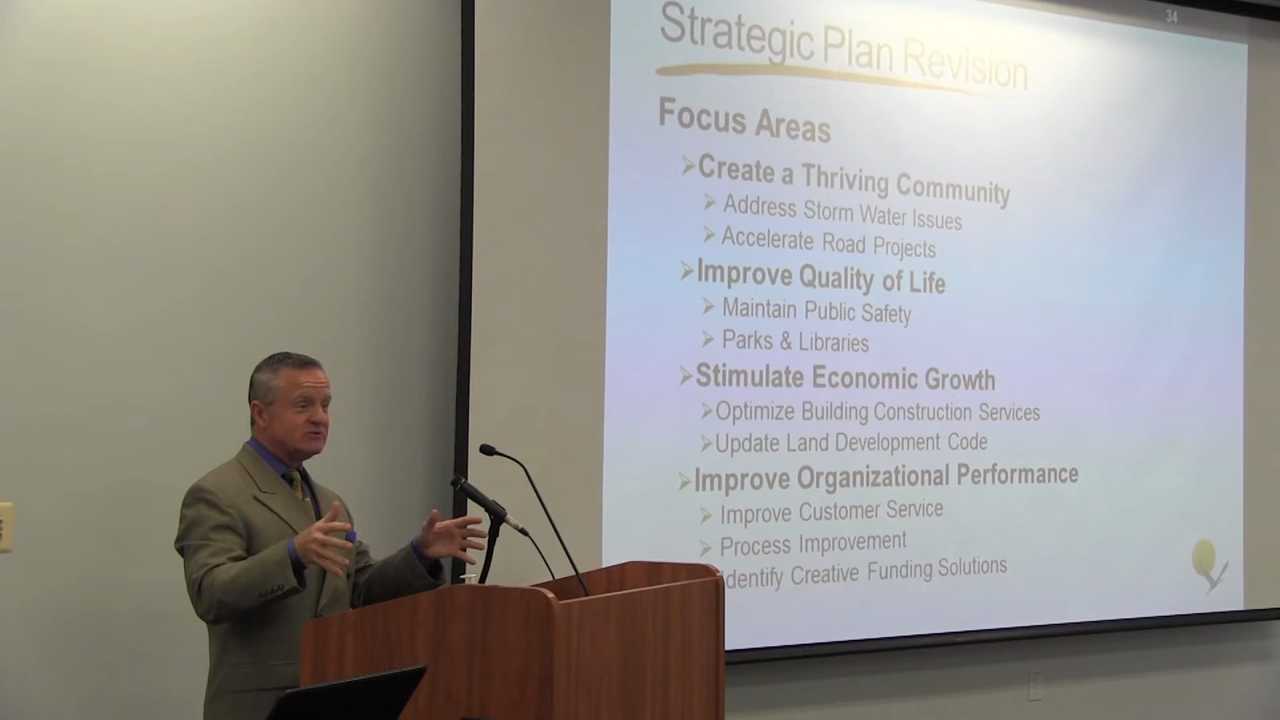 34
Strategic Plan Revision
Focus Areas
Create a Thriving Community
Address Storm Water Issues
Accelerate Road Projects
Improve Quality of Life
Maintain Public Safety
Parks & Libraries
Stimulate Economic Growth
Optimize Building Construction Services
Update Land Development Code
Improve Organizational Performance
Improve Customer Service
Process Improvement
Identify Creative Funding Solutions